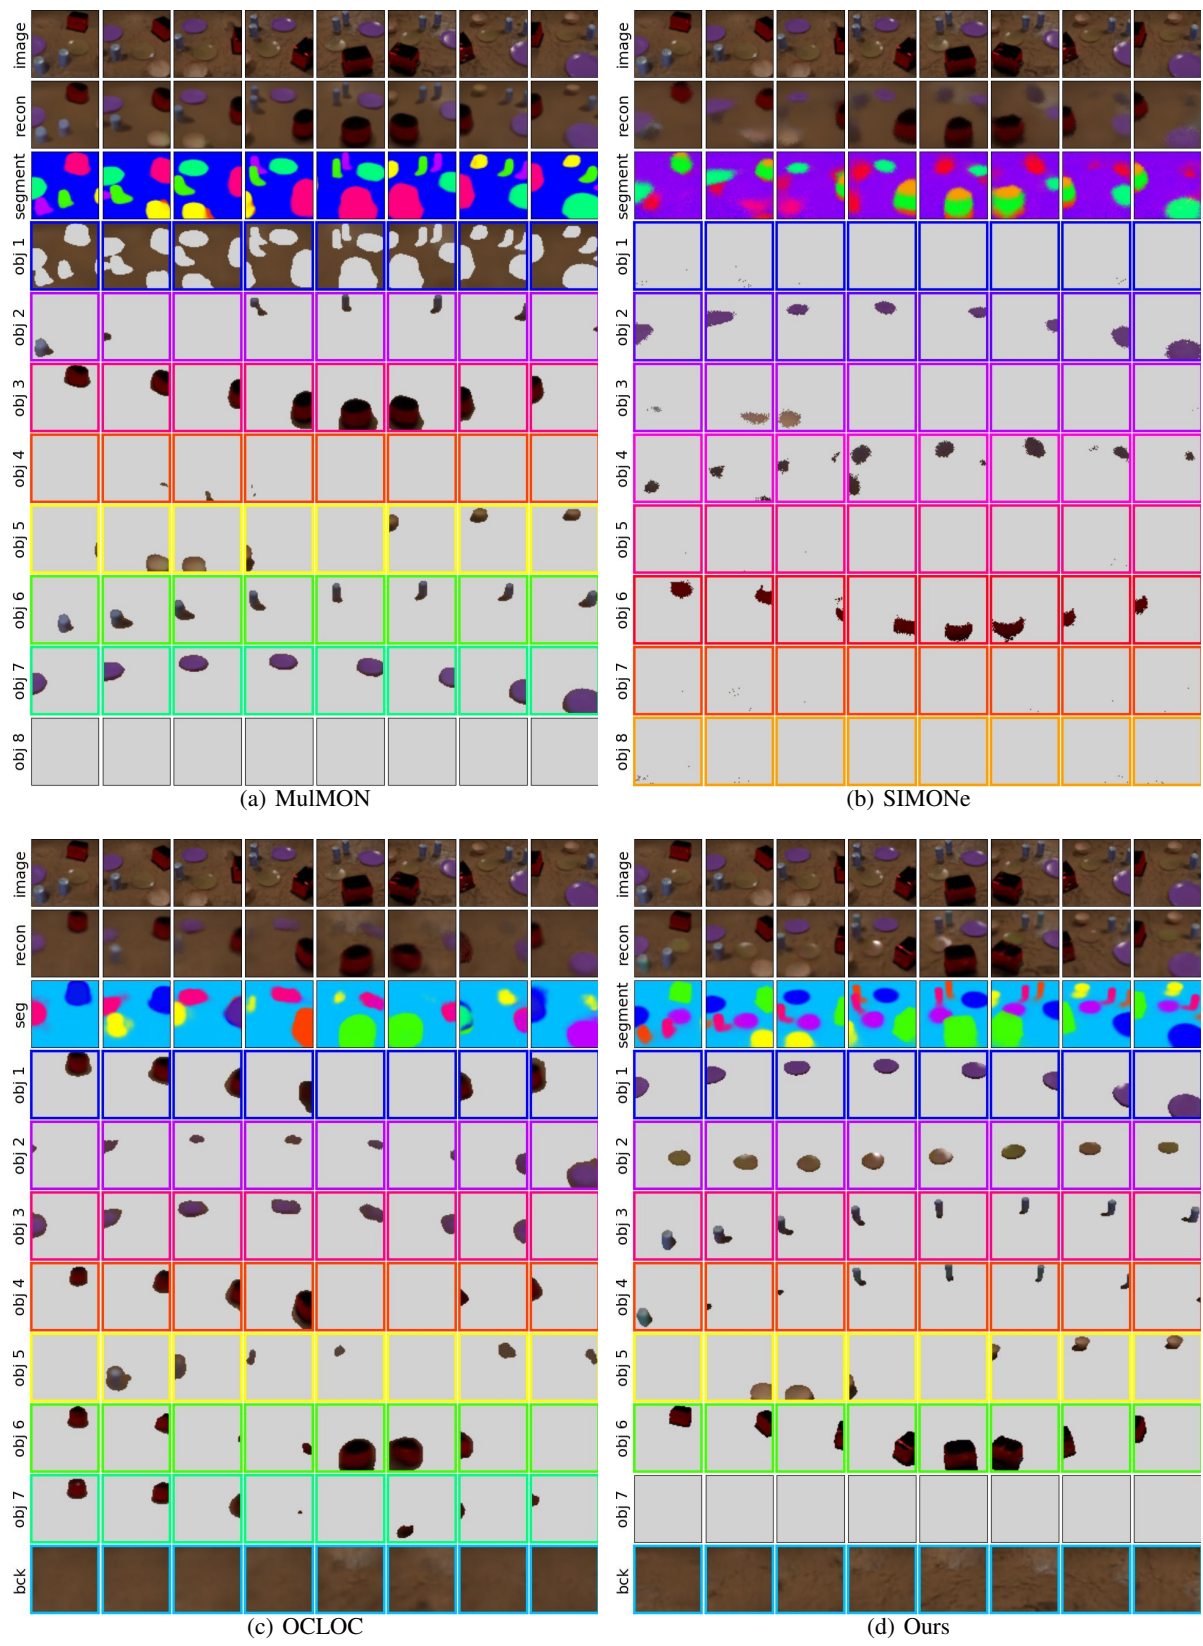 image
recon
segment
obj 1
obj 2
obj 3
obj 4
obj 5
obj 6
obj 7
obj 8
(a) MulMON
image
recon
segment
obj 1
obj 2
obj 3
obj 4
obj 5
obj 6
obj 7
obj 8
(b) SIMONe
image
recon
seg
obj 1
obj 2
obj 3
obj 4
obj 5
obj 6
obj 7
bck
(c) OCLOC
image
recon
segment
obj 1
obj 2
obj 3
obj 4
obj 5
obj 6
obj 7
bck
(d) Ours